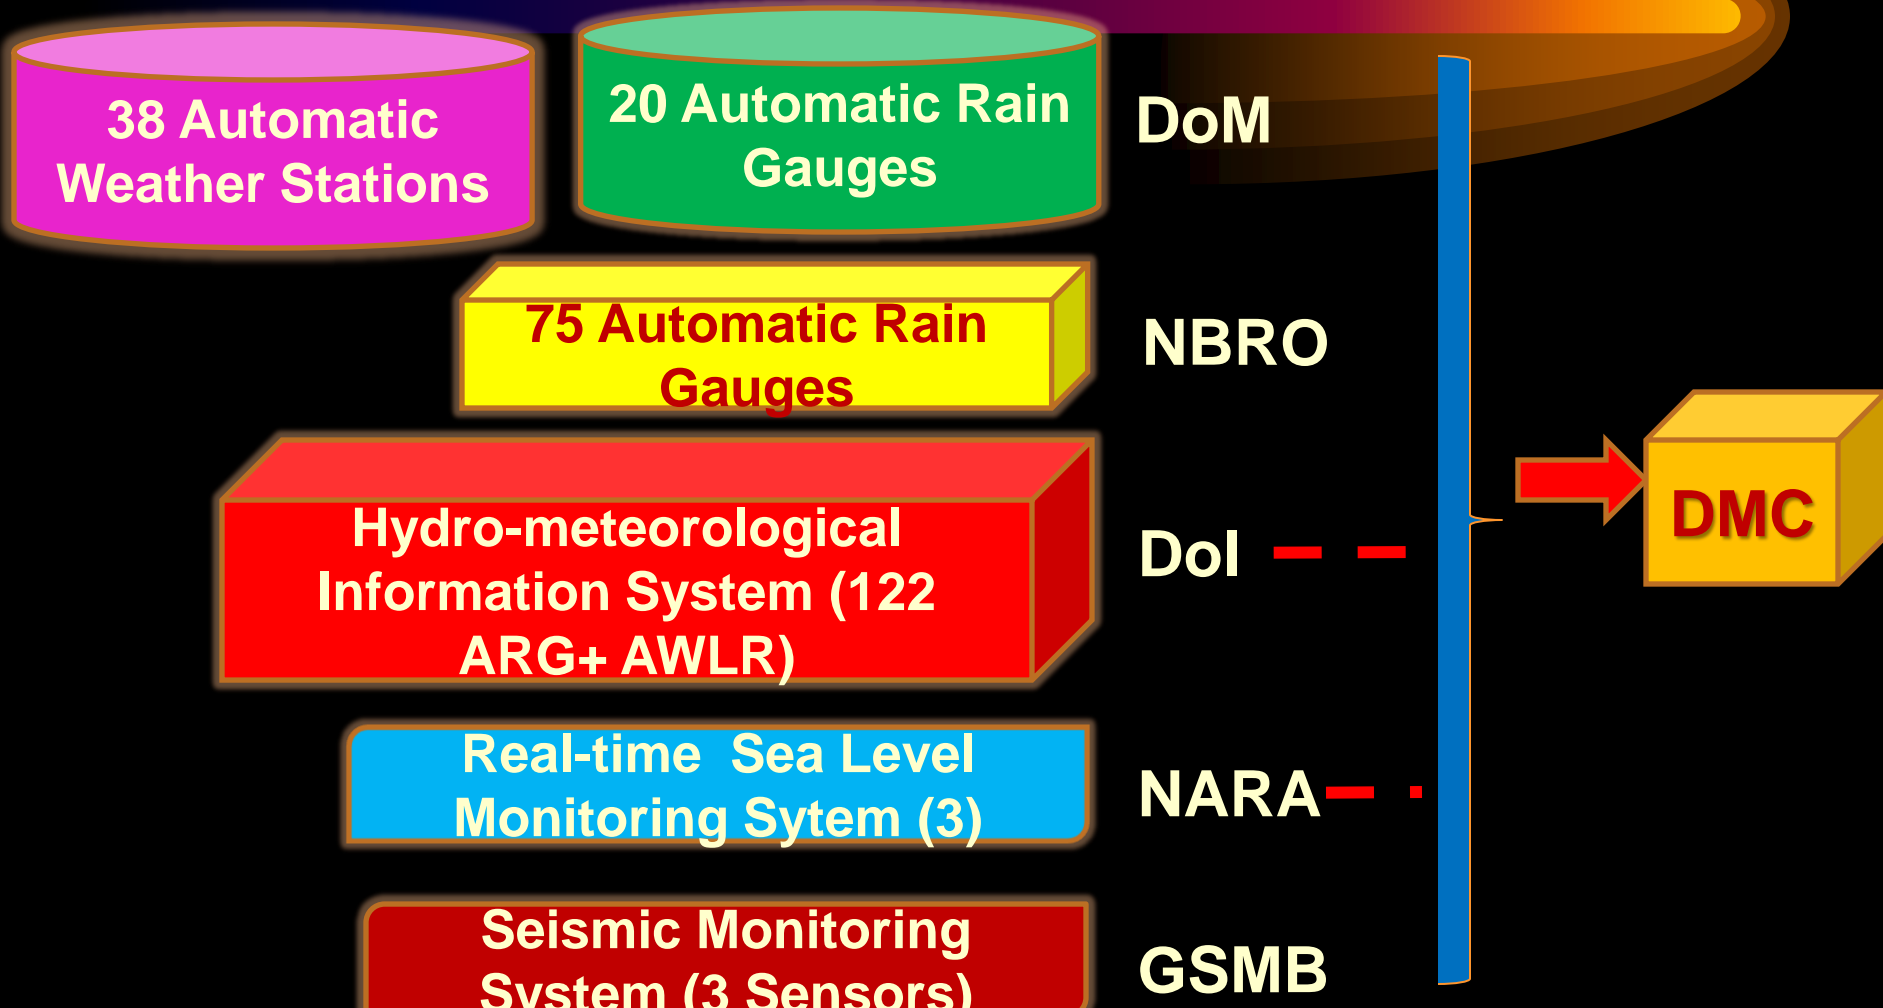 38 Automatic
Weather Stations
20 Automatic Rain
Gauges
DoM
75 Automatic Rain
Gauges
NBRO
Hydro-meteorological
Information System (122
ARG+ AWLR)
DoI
DMC
Real-time  Sea Level
Monitoring Sytem (3)
NARA
Seismic Monitoring
System (3 Sensors)
GSMB